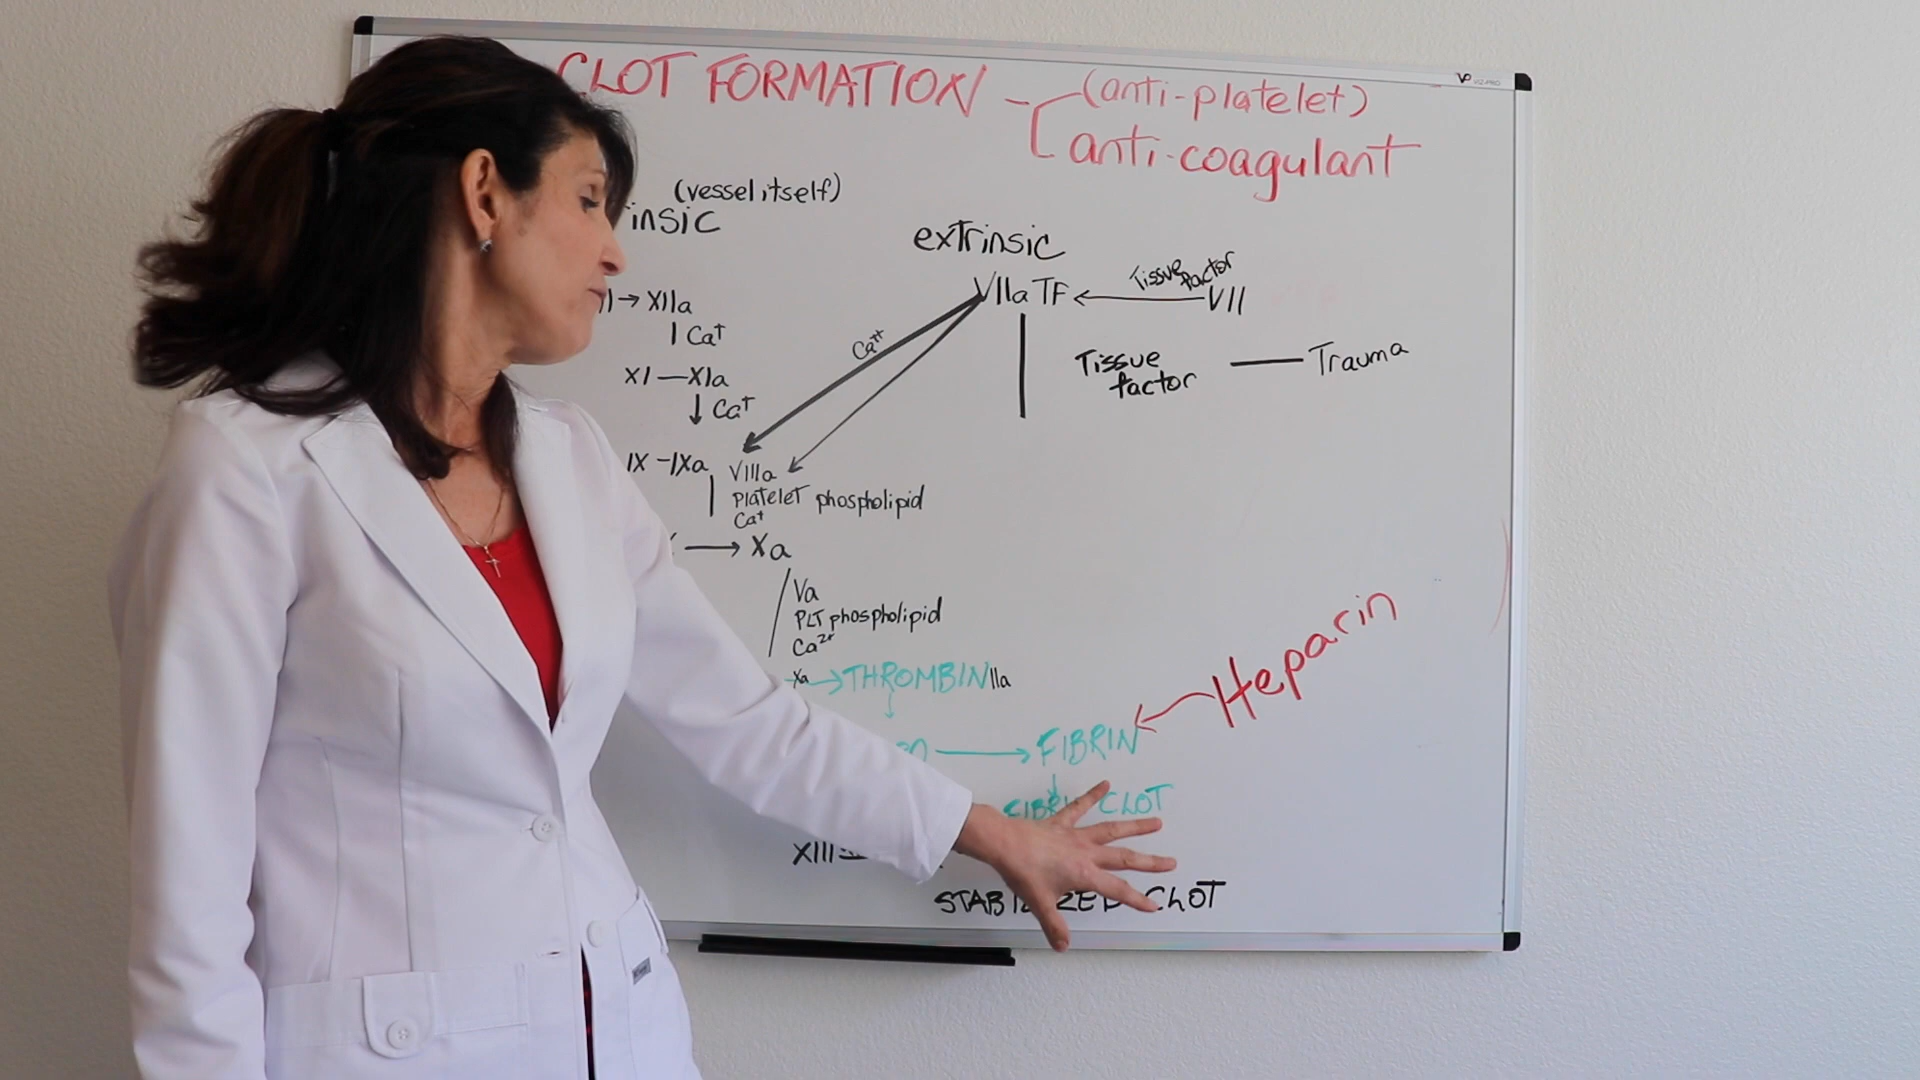 CLOT FORMATION - (anti-platelet)
anti-coagulant
(vessel itself)
insic
extrinsic
VIIa TF
Tissue factor
VII
→ XIIa
Ca+
Ca++
Tissue
factor
Trauma
XI — XIa
Ca+
IX - IXa
VIIIa
Platelet phospholipid
Ca+
→ Xa
Va
PLT phospholipid
Ca2+
Heparin
Xa → THROMBIN IIa
FIBRIN
CLOT
XIII
CLOT